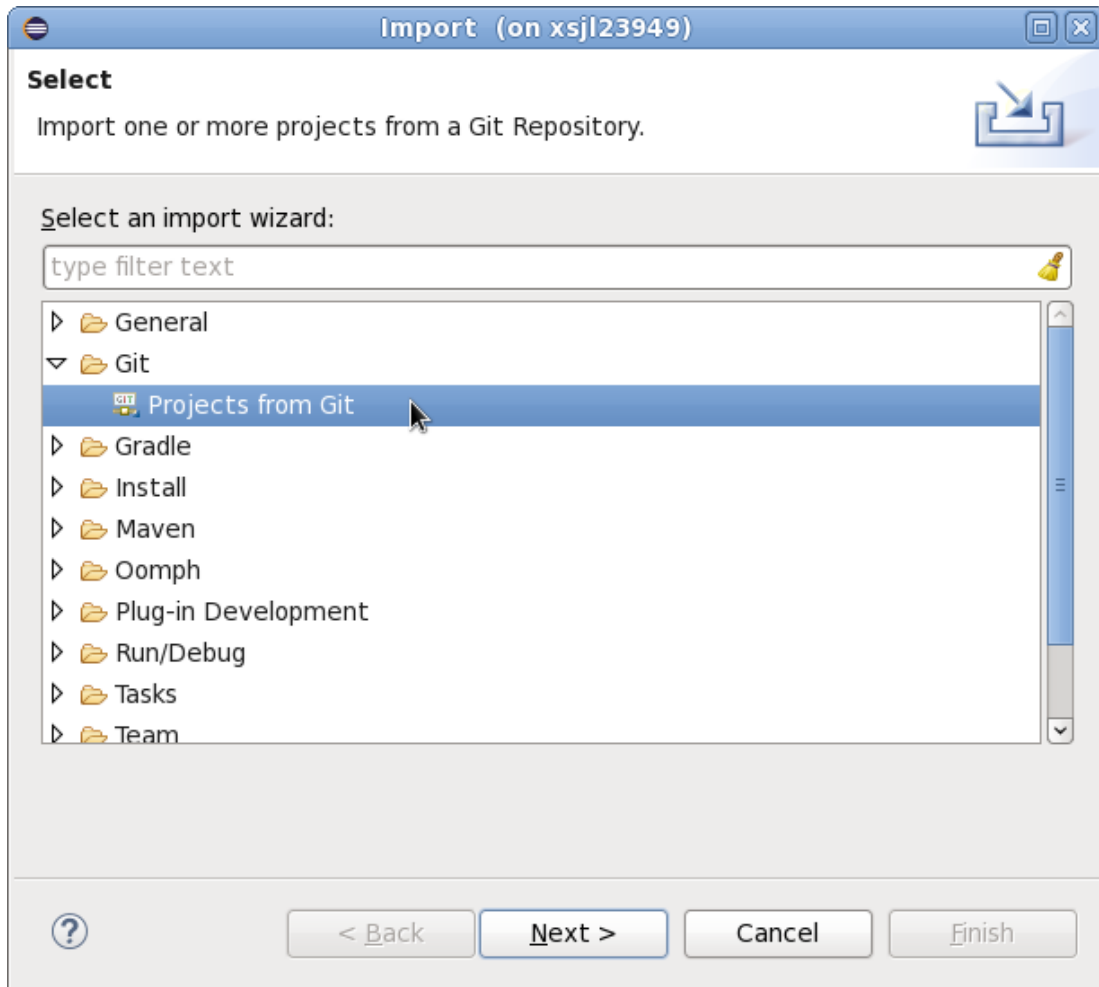 Import (on xsjl23949)
Select
Import one or more projects from a Git Repository.
Select an import wizard:
type filter text
General
Git
GIT Projects from Git
Gradle
Install
Maven
Oomph
Plug-in Development
Run/Debug
Tasks
Team
? < Back Next > Cancel Finish